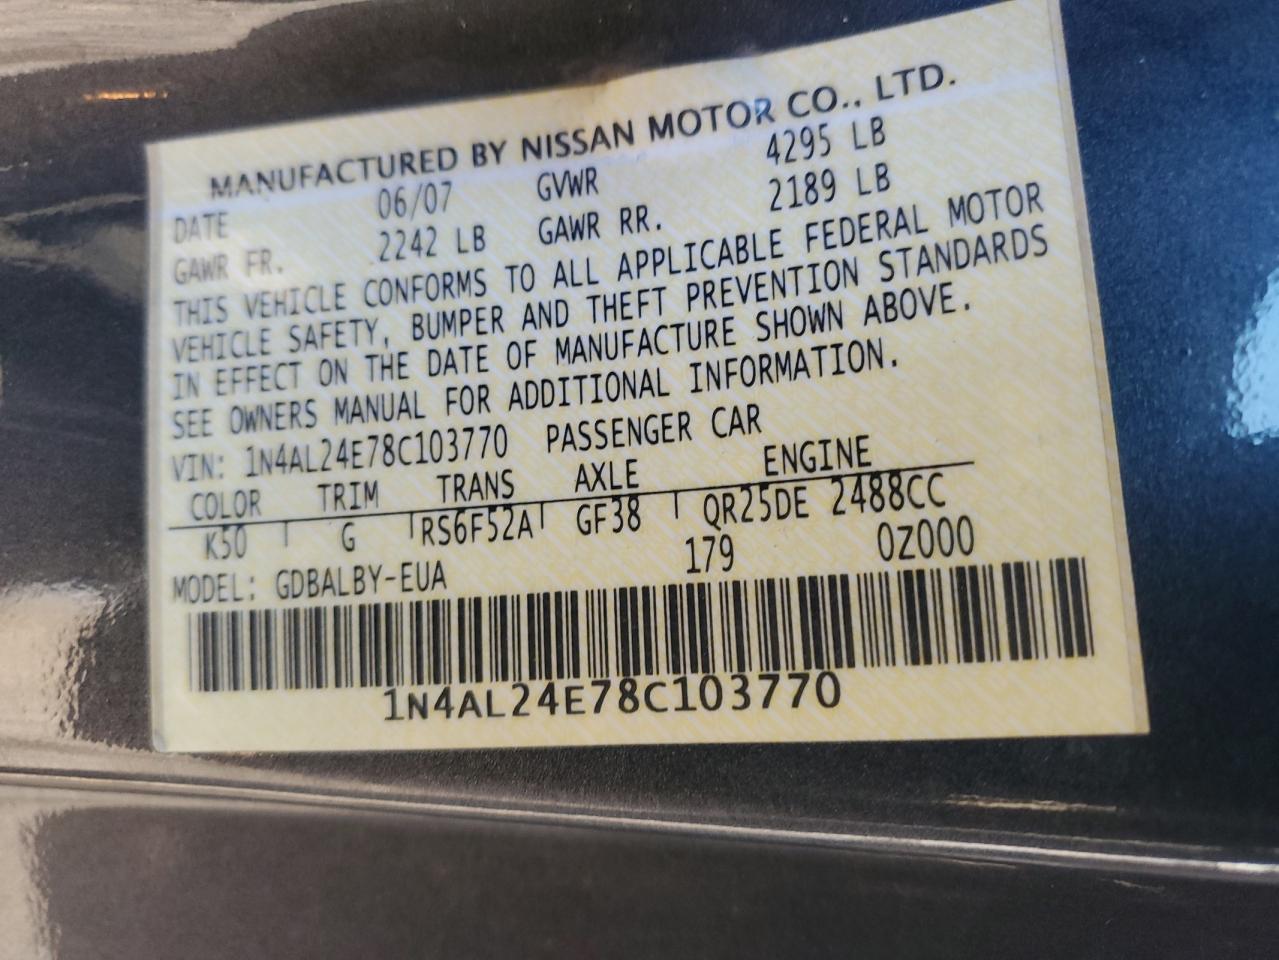 MANUFACTURED BY NISSAN MOTOR CO., LTD.
DATE 06/07 GVWR 4295 LB
GAWR FR. 2242 LB GAWR RR. 2189 LB
THIS VEHICLE CONFORMS TO ALL APPLICABLE FEDERAL MOTOR
VEHICLE SAFETY, BUMPER AND THEFT PREVENTION STANDARDS
IN EFFECT ON THE DATE OF MANUFACTURE SHOWN ABOVE.
SEE OWNERS MANUAL FOR ADDITIONAL INFORMATION.
VIN: 1N4AL24E78C103770 PASSENGER CAR
COLOR TRIM TRANS AXLE ENGINE
K50 G RS6F52A GF38 QR25DE 2488CC
MODEL: GDBALBY-EUA 179 0Z000
1N4AL24E78C103770